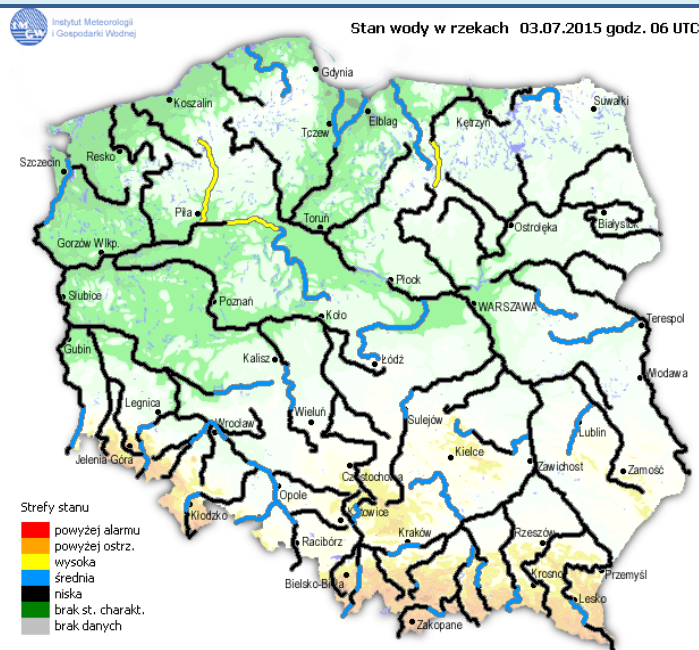 Instytut Meteorologii
i Gospodarki Wodnej
Stan wody w rzekach 03.07.2015 godz. 06 UTC
Gdynia
Koszalin
Suwałki
Tczew
Elbląg
Kętrzyn
Resko
Szczecin
Piła
Toruń
Białystok
Ostrołęka
Gorzów Wlkp.
Płock
Słubice
Poznań
WARSZAWA
Koło
Terespol
Gubin
Kalisz
Łódź
Włodawa
Legnica
Wieluń
Sulejów
Wrocław
Lublin
Jelenia Góra
Kielce
Zawichost
Zamość
Częstochowa
Opole
Strefy stanu
Kłodzko
Katowice
powyżej alarmu
Racibórz
Kraków
Rzeszów
powyżej ostrz.
wysoka
Bielsko-Biała
Krosno
Przemyśl
średnia
niska
Lesko
brak st. charakt.
Zakopane
brak danych